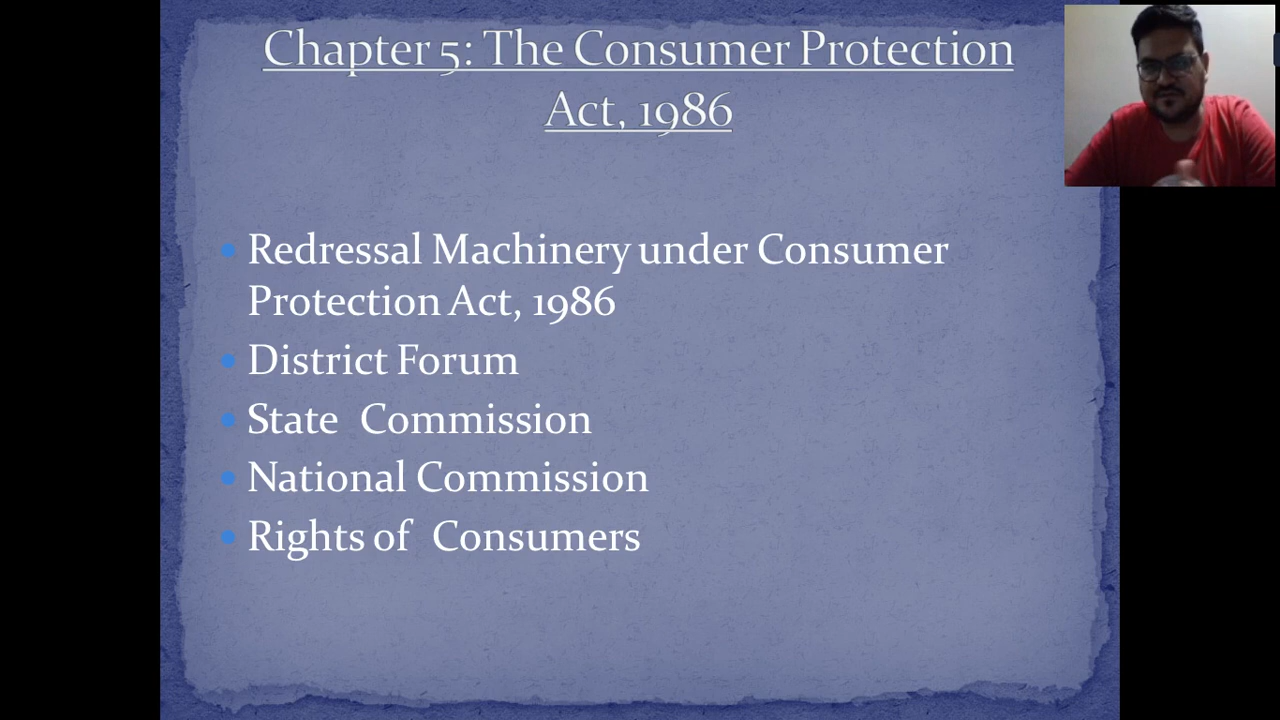 Chapter 5: The Consumer Protection
Act, 1986
Redressal Machinery under Consumer
Protection Act, 1986
District Forum
State Commission
National Commission
Rights of Consumers